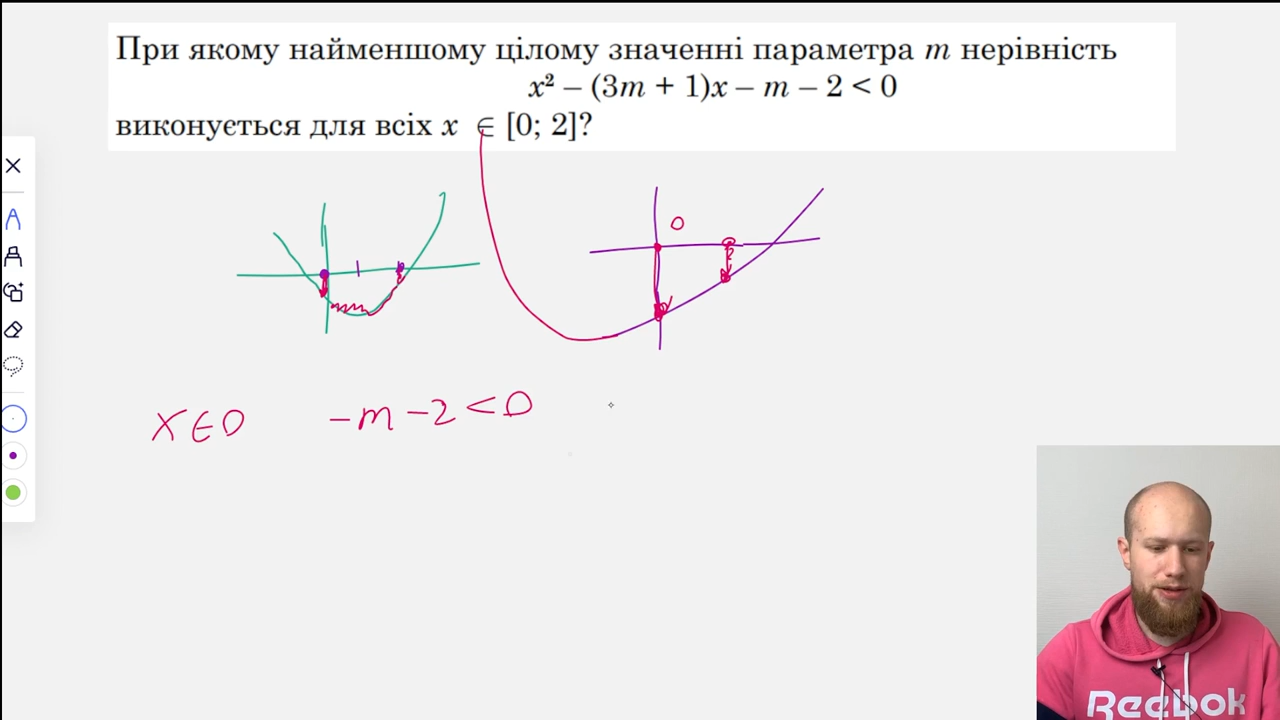 При якому найменшому цілому значенні параметра m нерівність
x² – (3m + 1)x – m – 2 < 0
виконується для всіх x ∈ [0; 2]?
0
2
x ∈ 0 -m - 2 < 0
Reebok